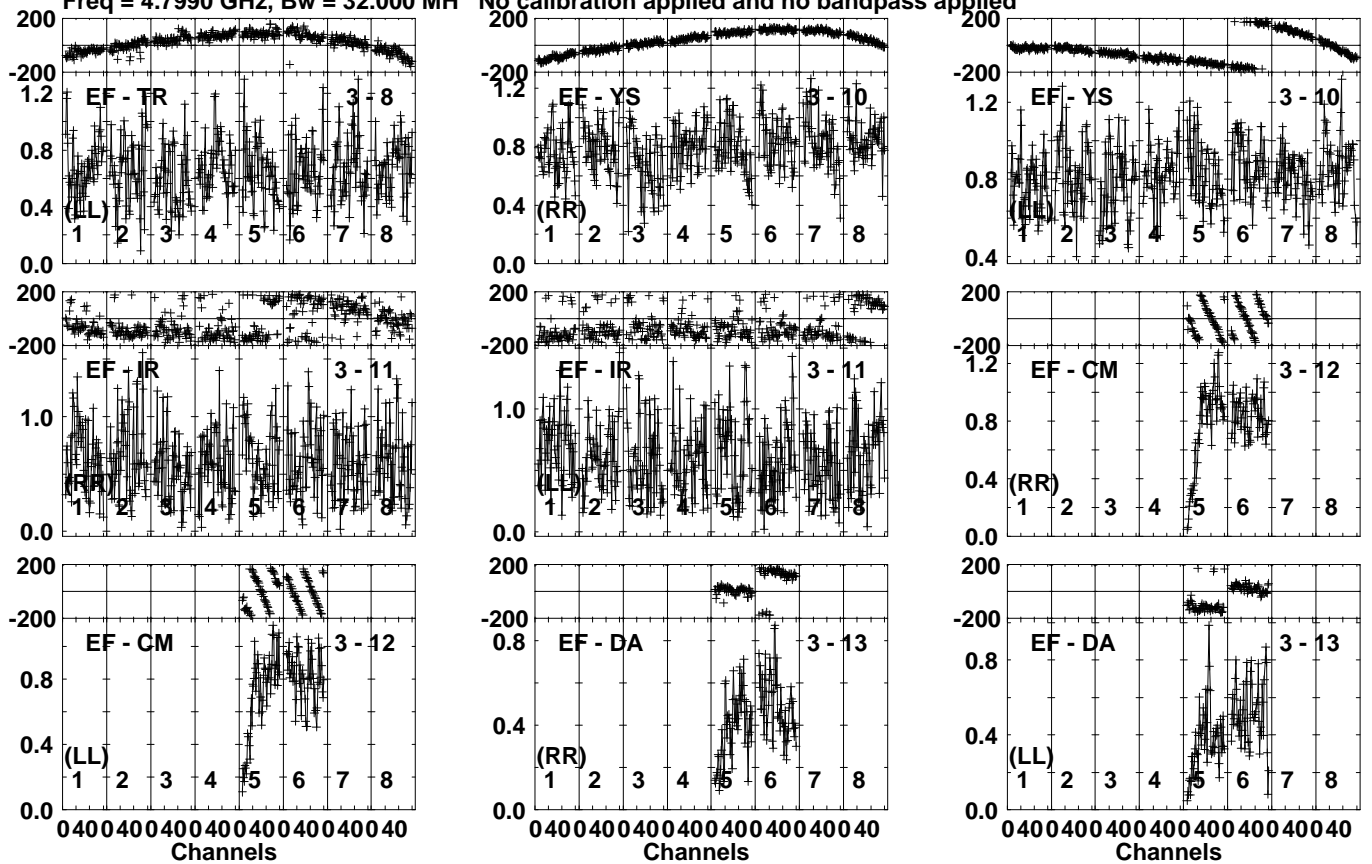 Freq = 4.7990 GHz, Bw = 32.000 MH No calibration applied and no bandpass applied
200
-200
EF - TR 3 - 8
1.2
0.8
0.4
0.0
(LL)
1 2 3 4 5 6 7 8
200
-200
EF - YS 3 - 10
1.2
0.8
0.4
0.0
(RR)
1 2 3 4 5 6 7 8
200
-200
EF - YS 3 - 10
1.2
0.8
0.4
(LL)
1 2 3 4 5 6 7 8
200
-200
EF - IR 3 - 11
1.0
0.0
(RR)
1 2 3 4 5 6 7 8
200
-200
EF - IR 3 - 11
1.0
0.0
(LL)
1 2 3 4 5 6 7 8
200
-200
EF - CM 3 - 12
1.2
0.8
0.4
0.0
(RR)
1 2 3 4 5 6 7 8
200
-200
EF - CM 3 - 12
0.8
0.4
0.0
(LL)
1 2 3 4 5 6 7 8
200
-200
EF - DA 3 - 13
0.8
0.4
0.0
(RR)
1 2 3 4 5 6 7 8
200
-200
EF - DA 3 - 13
0.8
0.4
0.0
(LL)
1 2 3 4 5 6 7 8
0 40 0 40 0 40 0 40 0 40 0 40 0 40 0 40
Channels
0 40 0 40 0 40 0 40 0 40 0 40 0 40 0 40
Channels
0 40 0 40 0 40 0 40 0 40 0 40 0 40 0 40
Channels